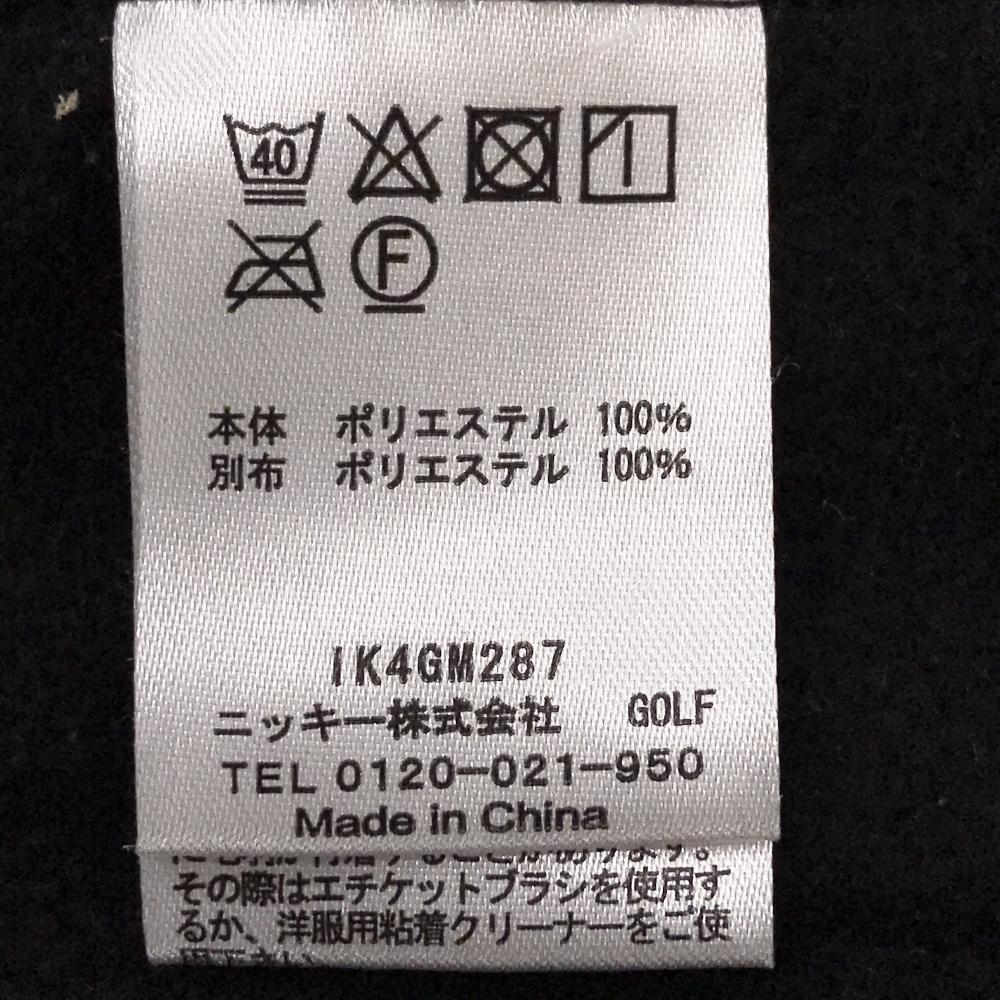 40
F
本体 ポリエステル 100%
別布 ポリエステル 100%
IK4GM287
ニッキー株式会社 GOLF
TEL 0120-021-950
Made in China
その際はエチケットブラシを使用す
るか、洋服用粘着クリーナーをご使